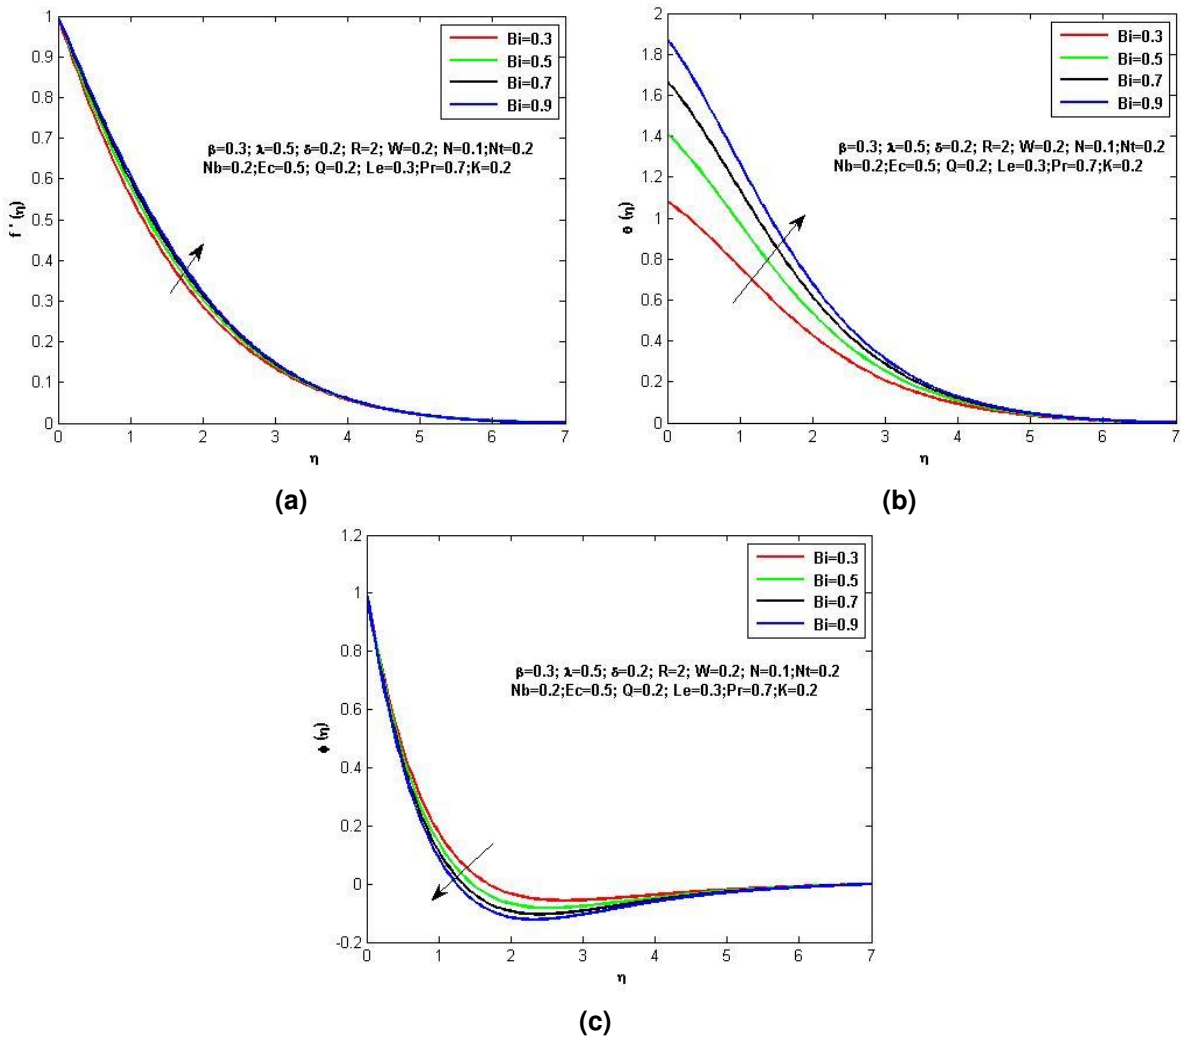 1
0.9
0.8
0.7
0.6
0.5
0.4
0.3
0.2
0.1
0
f ' (η)
0 1 2 3 4 5 6 7
η
Bi=0.3
Bi=0.5
Bi=0.7
Bi=0.9
β=0.3; λ=0.5; δ=0.2; R=2; W=0.2; N=0.1;Nt=0.2
Nb=0.2;Ec=0.5; Q=0.2; Le=0.3;Pr=0.7;K=0.2
(a)
2
1.8
1.6
1.4
1.2
1
0.8
0.6
0.4
0.2
0
θ (η)
0 1 2 3 4 5 6 7
η
Bi=0.3
Bi=0.5
Bi=0.7
Bi=0.9
β=0.3; λ=0.5; δ=0.2; R=2; W=0.2; N=0.1;Nt=0.2
Nb=0.2;Ec=0.5; Q=0.2; Le=0.3;Pr=0.7;K=0.2
(b)
1.2
1
0.8
0.6
0.4
0.2
0
-0.2
ϕ (η)
0 1 2 3 4 5 6 7
η
Bi=0.3
Bi=0.5
Bi=0.7
Bi=0.9
β=0.3; λ=0.5; δ=0.2; R=2; W=0.2; N=0.1;Nt=0.2
Nb=0.2;Ec=0.5; Q=0.2; Le=0.3;Pr=0.7;K=0.2
(c)